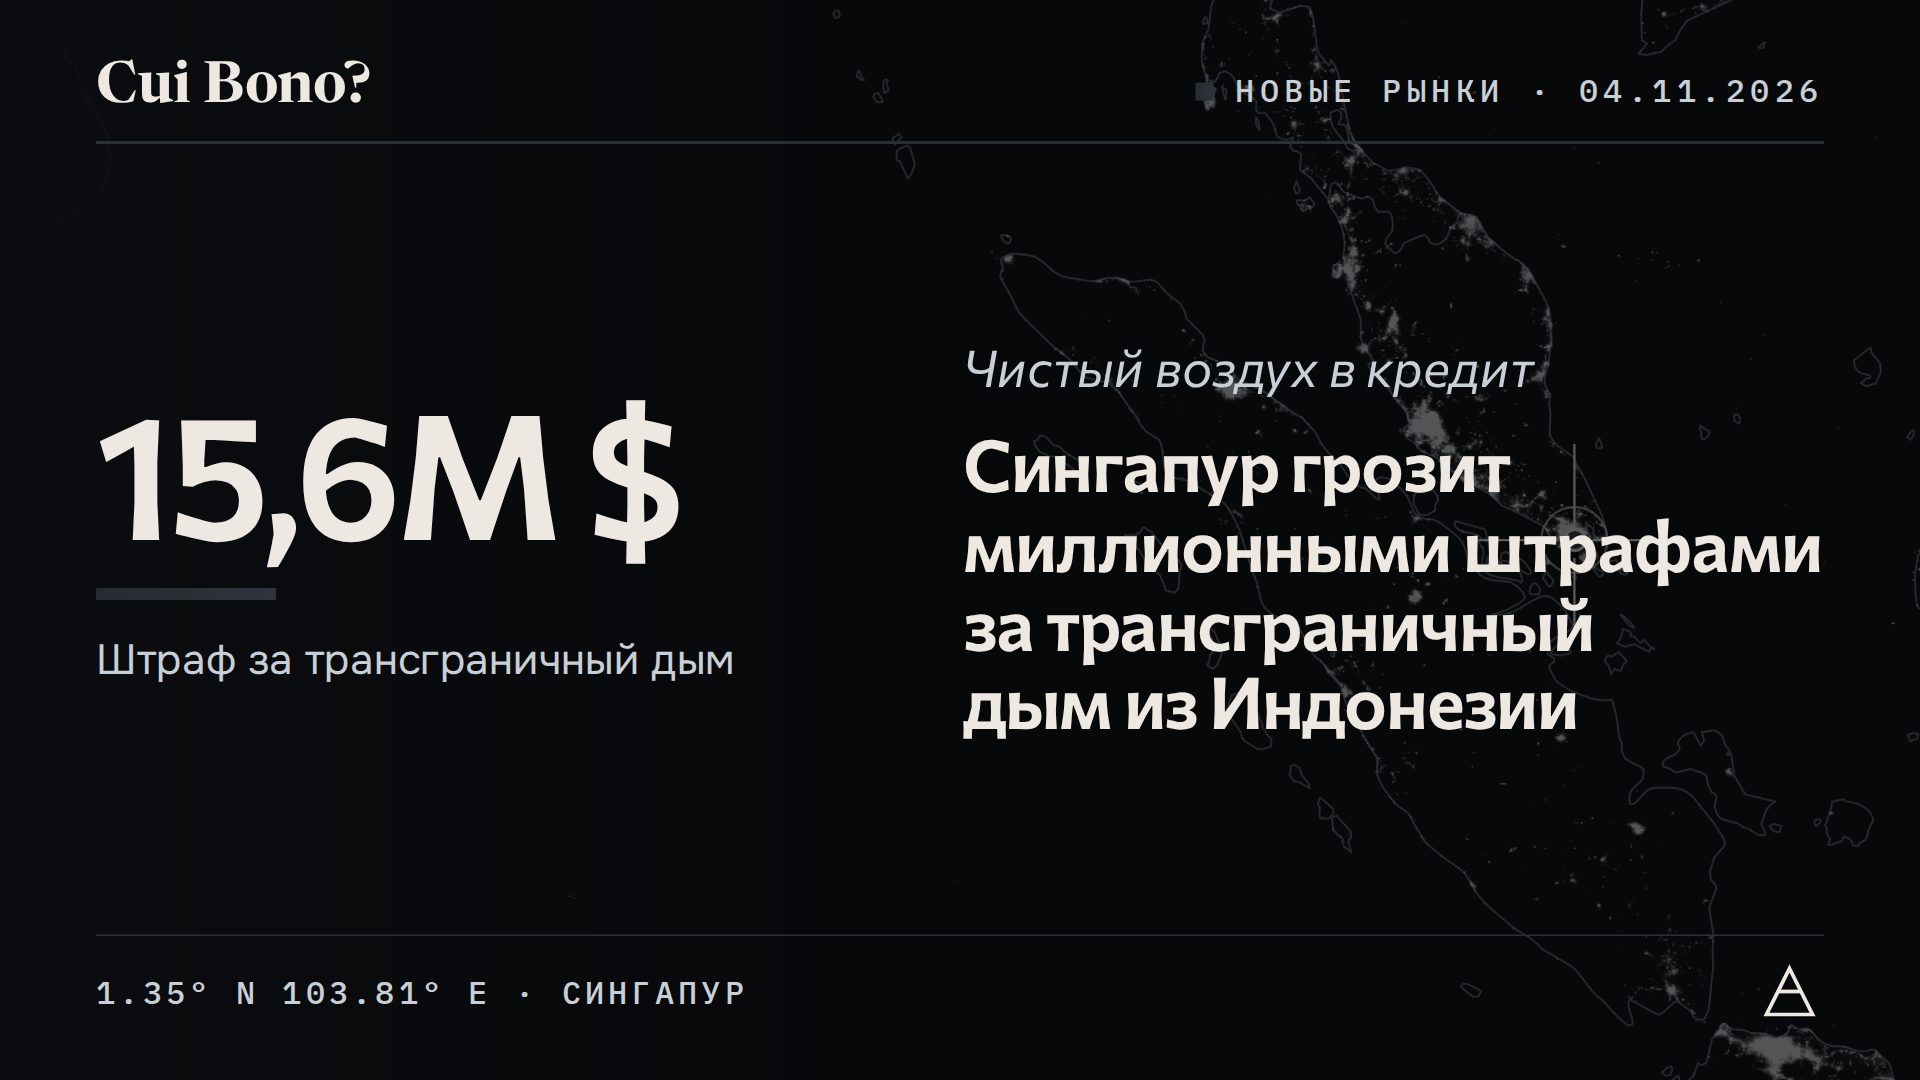 Cui Bono?
НОВЫЕ РЫНКИ · 04.11.2026
15,6M $
Штраф за трансграничный дым
Чистый воздух в кредит
Сингапур грозит
миллионными штрафами
за трансграничный
дым из Индонезии
1.35° N 103.81° E · СИНГАПУР